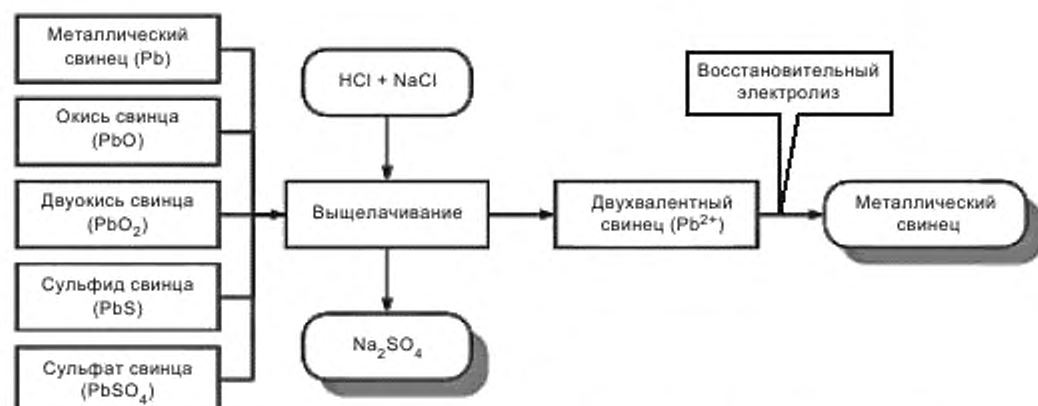 Металлический
свинец (Pb)
Окись свинца
(PbO)
Двуокись свинца
(PbO₂)
Сульфид свинца
(PbS)
Сульфат свинца
(PbSO₄)
HCl + NaCl
Выщелачивание
Na₂SO₄
Двухвалентный
свинец (Pb²⁺)
Восстановительный
электролиз
Металлический
свинец